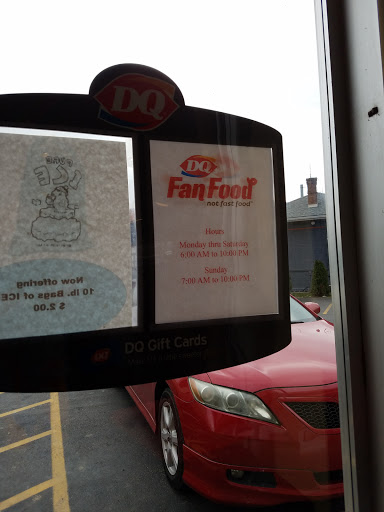 DQ
ICE
Now offering
10 lb. Bags of ICE
$ 2.00
DQ
Fan Food
not fast food
Hours
Monday thru Saturday
6:00 AM to 10:00 PM
Sunday
7:00 AM to 10:00 PM
DQ DQ Gift Cards